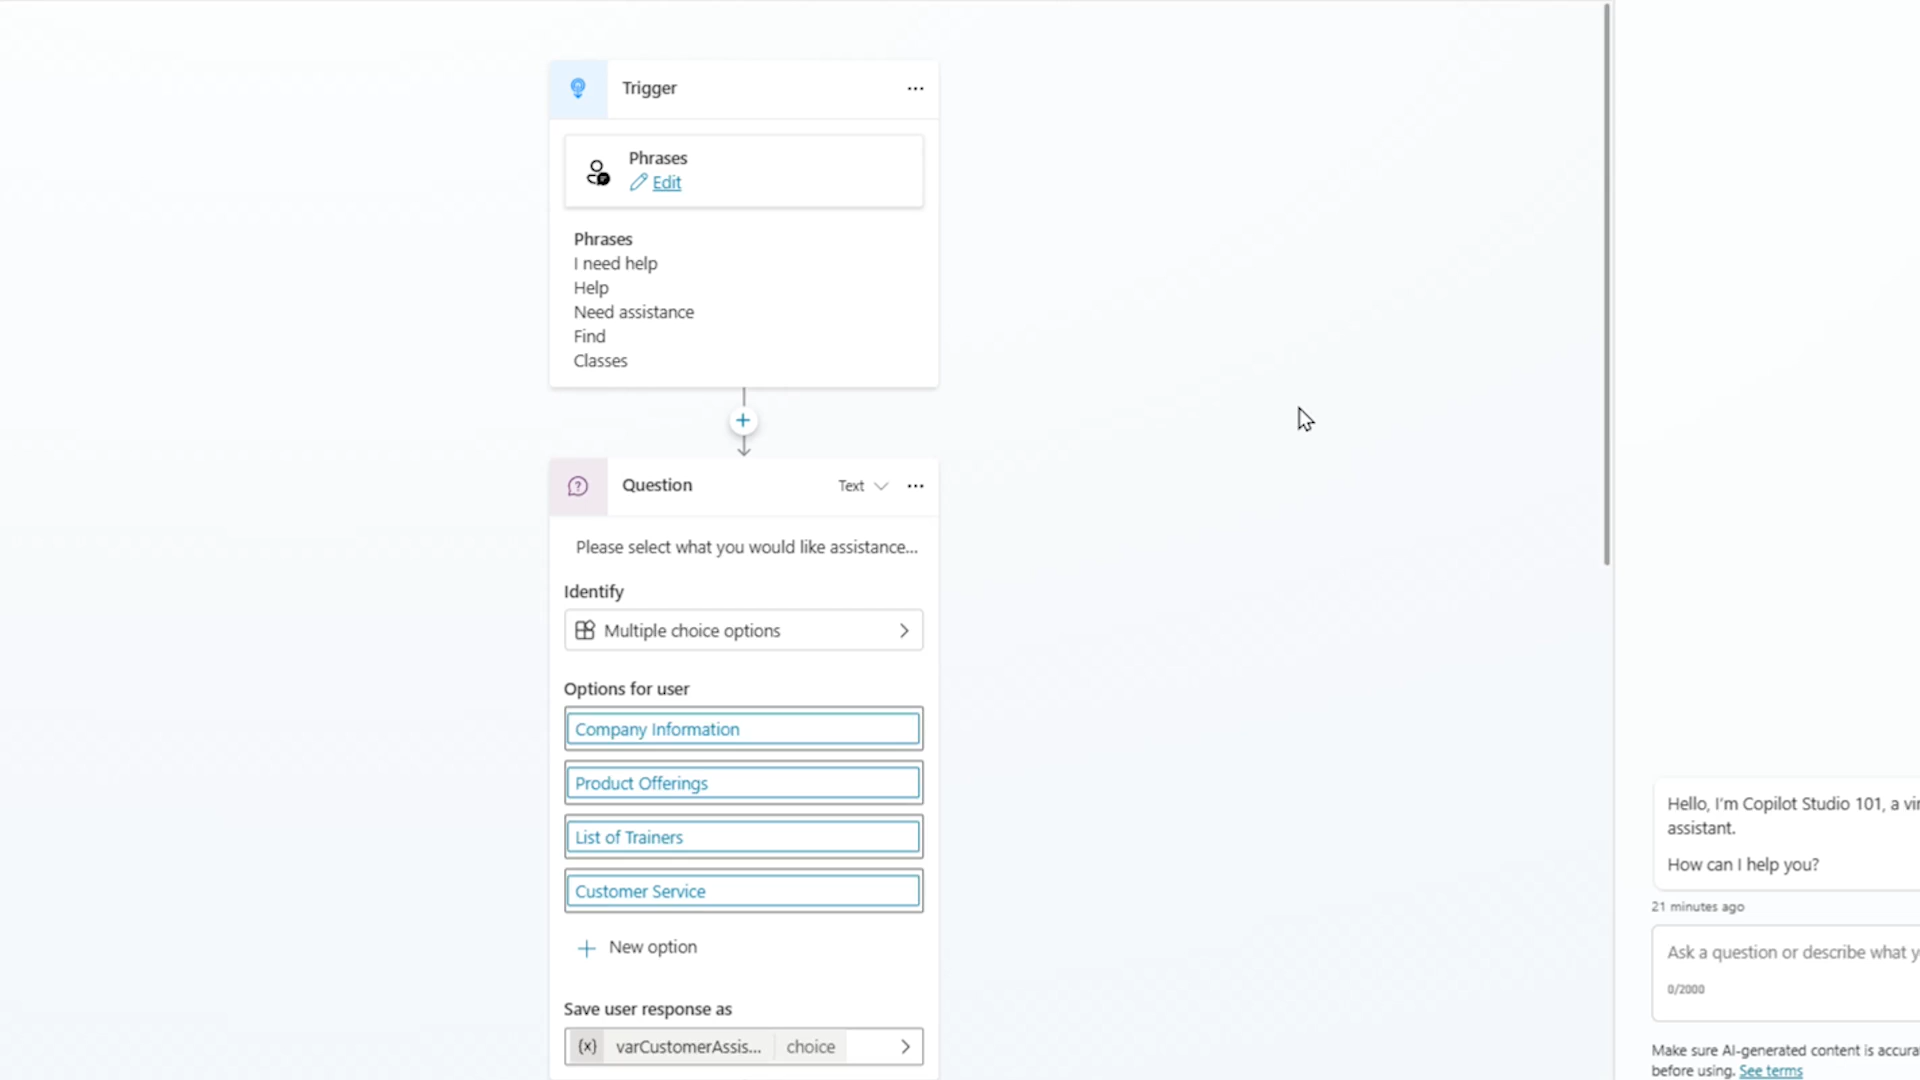 Trigger
Phrases
Edit
Phrases
I need help
Help
Need assistance
Find
Classes
Question
Text
Please select what you would like assistance...
Identify
Multiple choice options
Options for user
Company Information
Product Offerings
List of Trainers
Customer Service
New option
Save user response as
(x) varCustomerAssis... choice
Hello, I'm Copilot Studio 101, a
assistant.
How can I help you?
21 minutes ago
Ask a question or describe what
0/2000
Make sure AI-generated content is
before using. See terms